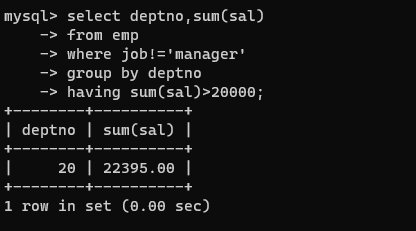 mysql> select deptno,sum(sal)
    -> from emp
    -> where job!='manager'
    -> group by deptno
    -> having sum(sal)>20000;
+--------+----------+
| deptno | sum(sal) |
+--------+----------+
|     20 | 22395.00 |
+--------+----------+
1 row in set (0.00 sec)